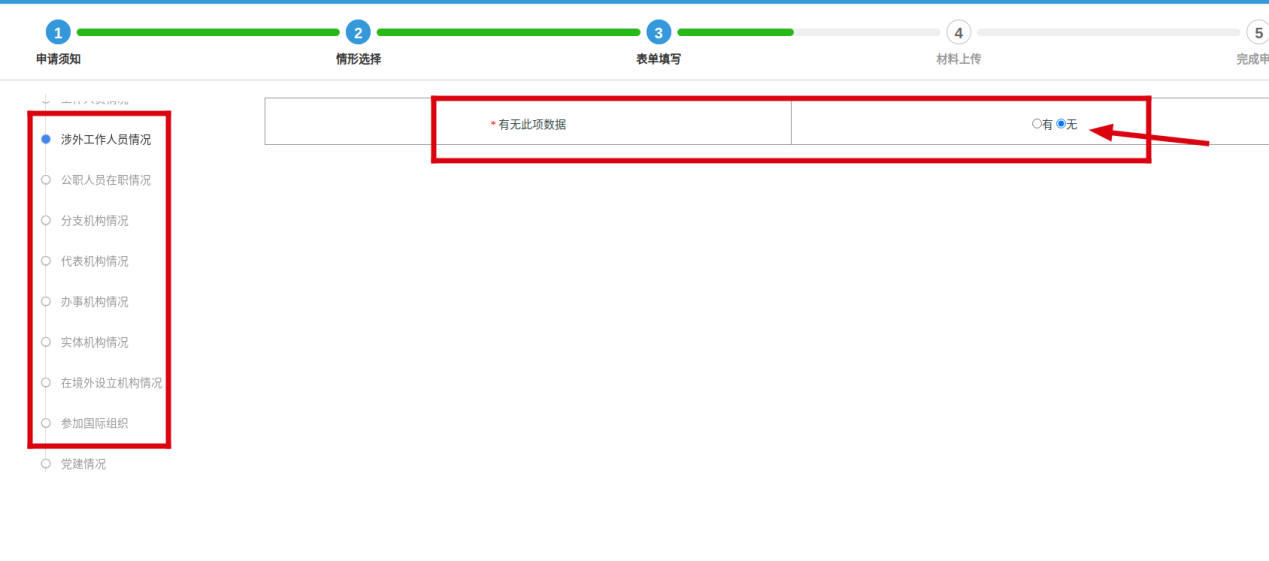 1
2
3
4
5
申请须知
情形选择
表单填写
材料上传
完成申
涉外工作人员情况
* 有无此项数据
有 无
公职人员在职情况
分支机构情况
代表机构情况
办事机构情况
实体机构情况
在境外设立机构情况
参加国际组织
党建情况